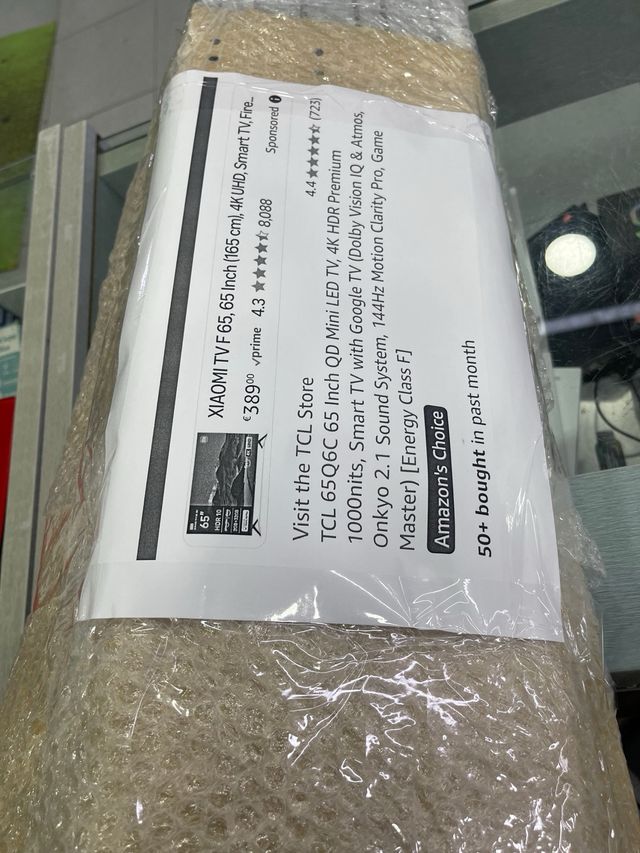 XIAOMI TV F 65, 65 Inch (165 cm), 4K UHD, Smart TV, Fire...
€38900 prime 4.3 8,088
Sponsored
65"
HDR 10
Visit the TCL Store
4.4 (723)
TCL 65Q6C 65 Inch QD Mini LED TV, 4K HDR Premium
1000nits, Smart TV with Google TV (Dolby Vision IQ & Atmos,
Onkyo 2.1 Sound System, 144Hz Motion Clarity Pro, Game
Master) [Energy Class F]
Amazon's Choice
50+ bought in past month